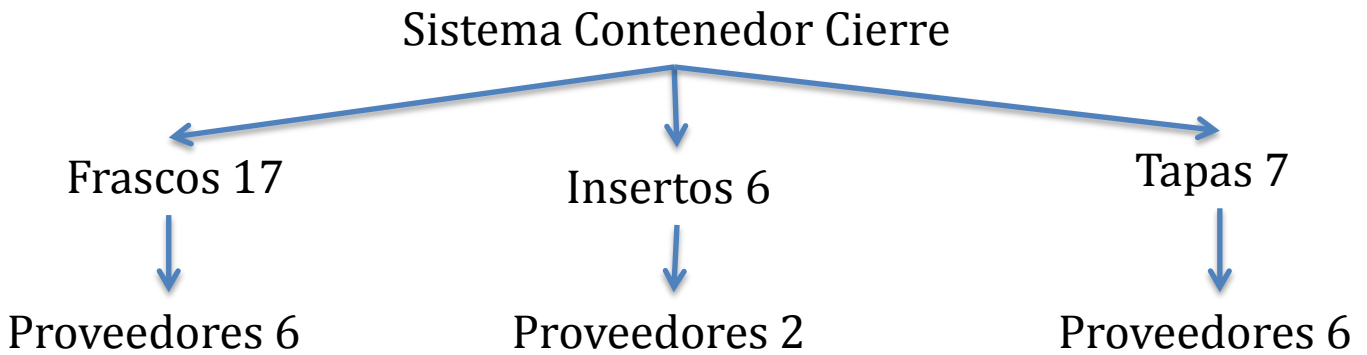 Sistema Contenedor Cierre
Frascos 17
Insertos 6
Tapas 7
Proveedores 6
Proveedores 2
Proveedores 6